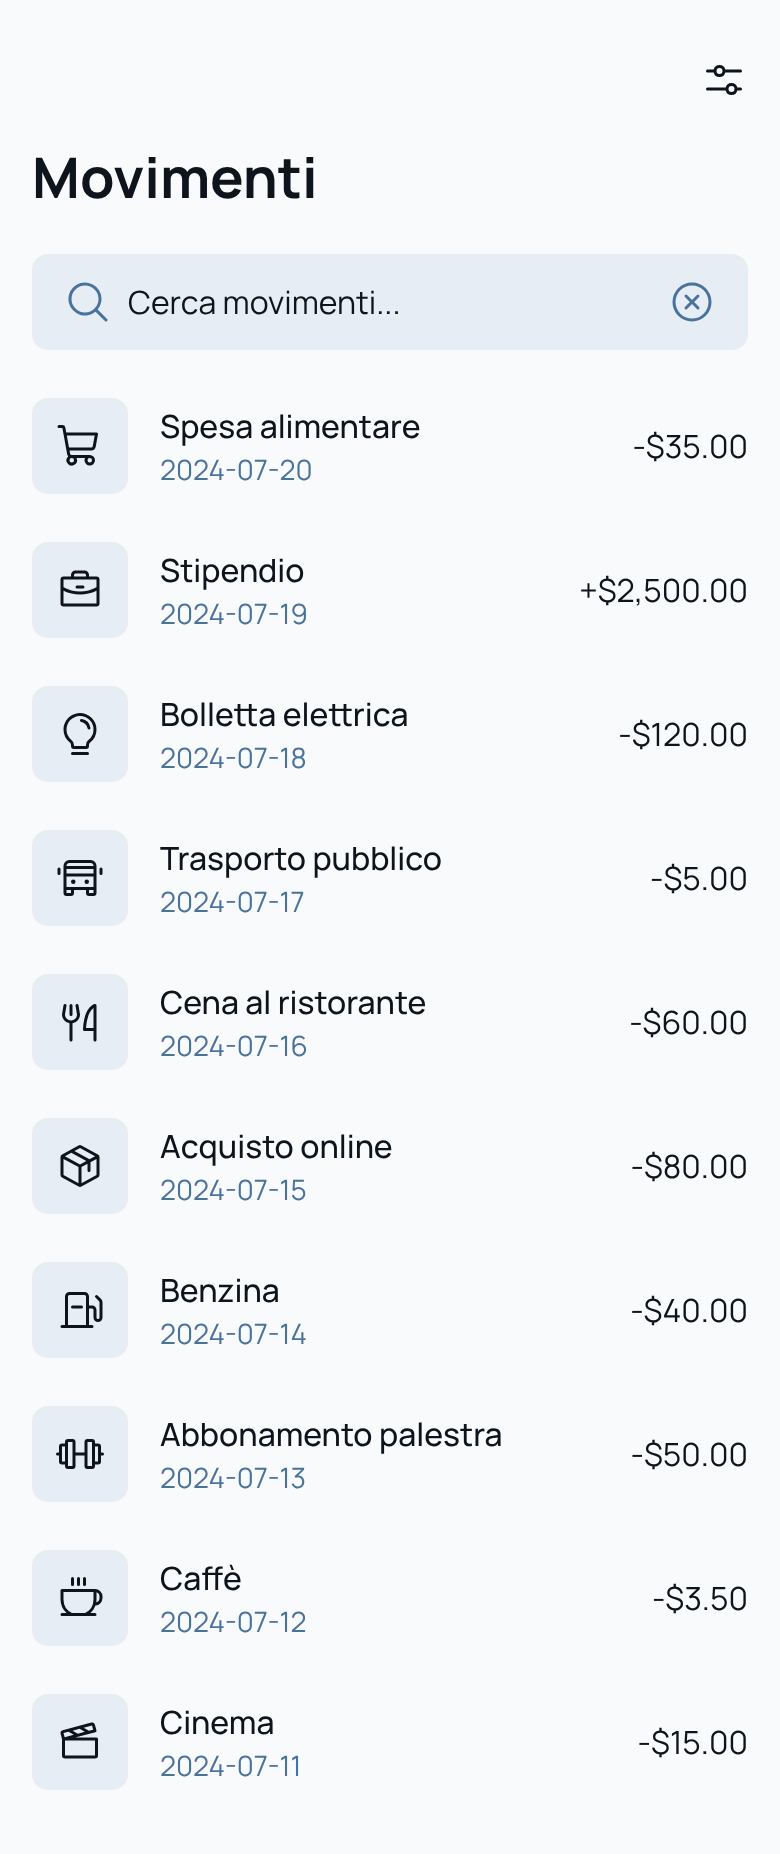 Movimenti
Cerca movimenti...
Spesa alimentare
2024-07-20
-$35.00
Stipendio
2024-07-19
+$2,500.00
Bolletta elettrica
2024-07-18
-$120.00
Trasporto pubblico
2024-07-17
-$5.00
Cena al ristorante
2024-07-16
-$60.00
Acquisto online
2024-07-15
-$80.00
Benzina
2024-07-14
-$40.00
Abbonamento palestra
2024-07-13
-$50.00
Caffè
2024-07-12
-$3.50
Cinema
2024-07-11
-$15.00